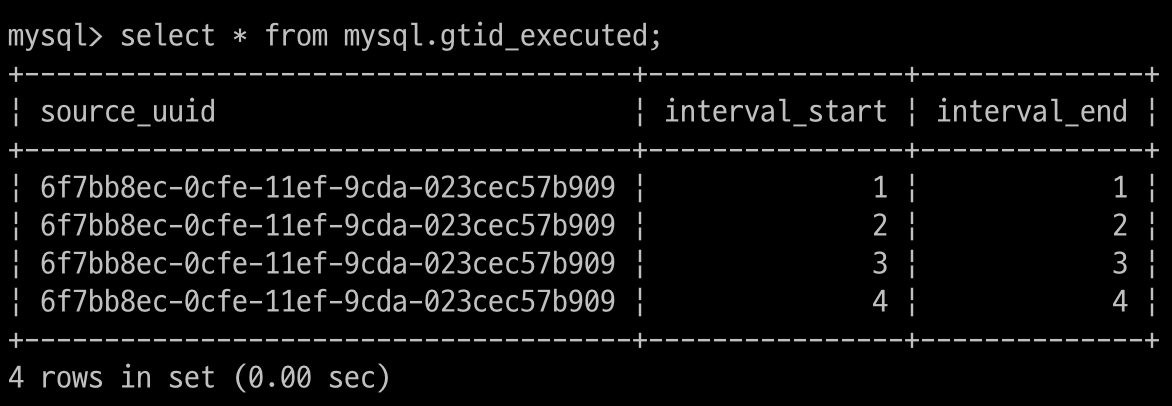 mysql> select * from mysql.gtid_executed;
+--------------------------------------+----------------+--------------+
¦ source_uuid                          ¦ interval_start ¦ interval_end ¦
+--------------------------------------+----------------+--------------+
¦ 6f7bb8ec-0cfe-11ef-9cda-023cec57b909 ¦              1 ¦            1 ¦
¦ 6f7bb8ec-0cfe-11ef-9cda-023cec57b909 ¦              2 ¦            2 ¦
¦ 6f7bb8ec-0cfe-11ef-9cda-023cec57b909 ¦              3 ¦            3 ¦
¦ 6f7bb8ec-0cfe-11ef-9cda-023cec57b909 ¦              4 ¦            4 ¦
+--------------------------------------+----------------+--------------+
4 rows in set (0.00 sec)